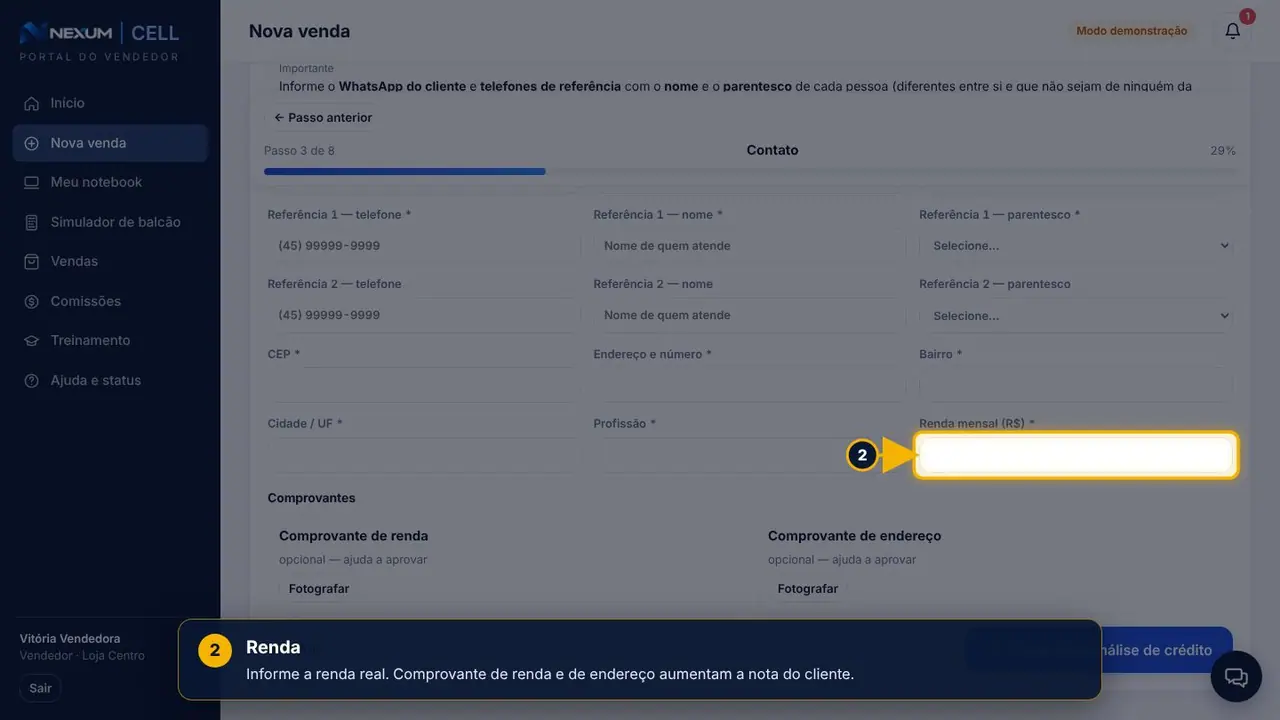 NEXUM | CELL
PORTAL DO VENDEDOR
Início
Nova venda
Meu notebook
Simulador de balcão
Vendas
Comissões
Treinamento
Ajuda e status
Vitória Vendedora
Vendedor · Loja Centro
Sair
Nova venda
Modo demonstração
1
Importante
Informe o WhatsApp do cliente e telefones de referência com o nome e o parentesco de cada pessoa (diferentes entre si e que não sejam de ninguém da
← Passo anterior
Passo 3 de 8
Contato
29%
Referência 1 — telefone *
Referência 1 — nome *
Referência 1 — parentesco *
(45) 99999-9999
Nome de quem atende
Selecione...
Referência 2 — telefone
Referência 2 — nome
Referência 2 — parentesco
(45) 99999-9999
Nome de quem atende
Selecione...
CEP *
Endereço e número *
Bairro *
Cidade / UF *
Profissão *
Renda mensal (R$) *
2
Comprovantes
Comprovante de renda
Comprovante de endereço
opcional — ajuda a aprovar
opcional — ajuda a aprovar
Fotografar
Fotografar
2
Renda
Informe a renda real. Comprovante de renda e de endereço aumentam a nota do cliente.
de crédito